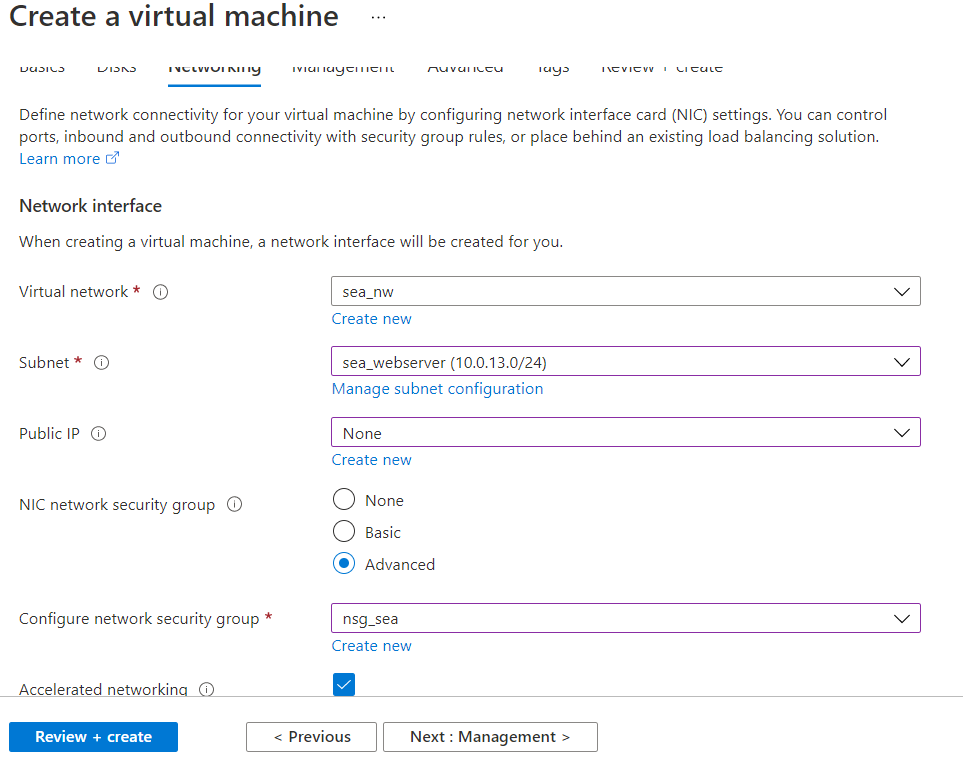 Create a virtual machine ...
Basics Disks Networking Management Advanced Tags Review + create
Define network connectivity for your virtual machine by configuring network interface card (NIC) settings. You can control
ports, inbound and outbound connectivity with security group rules, or place behind an existing load balancing solution.
Learn more
Network interface
When creating a virtual machine, a network interface will be created for you.
Virtual network * sea_nw
Create new
Subnet * sea_webserver (10.0.13.0/24)
Manage subnet configuration
Public IP None
Create new
NIC network security group None
Basic
Advanced
Configure network security group * nsg_sea
Create new
Accelerated networking
Review + create < Previous Next : Management >